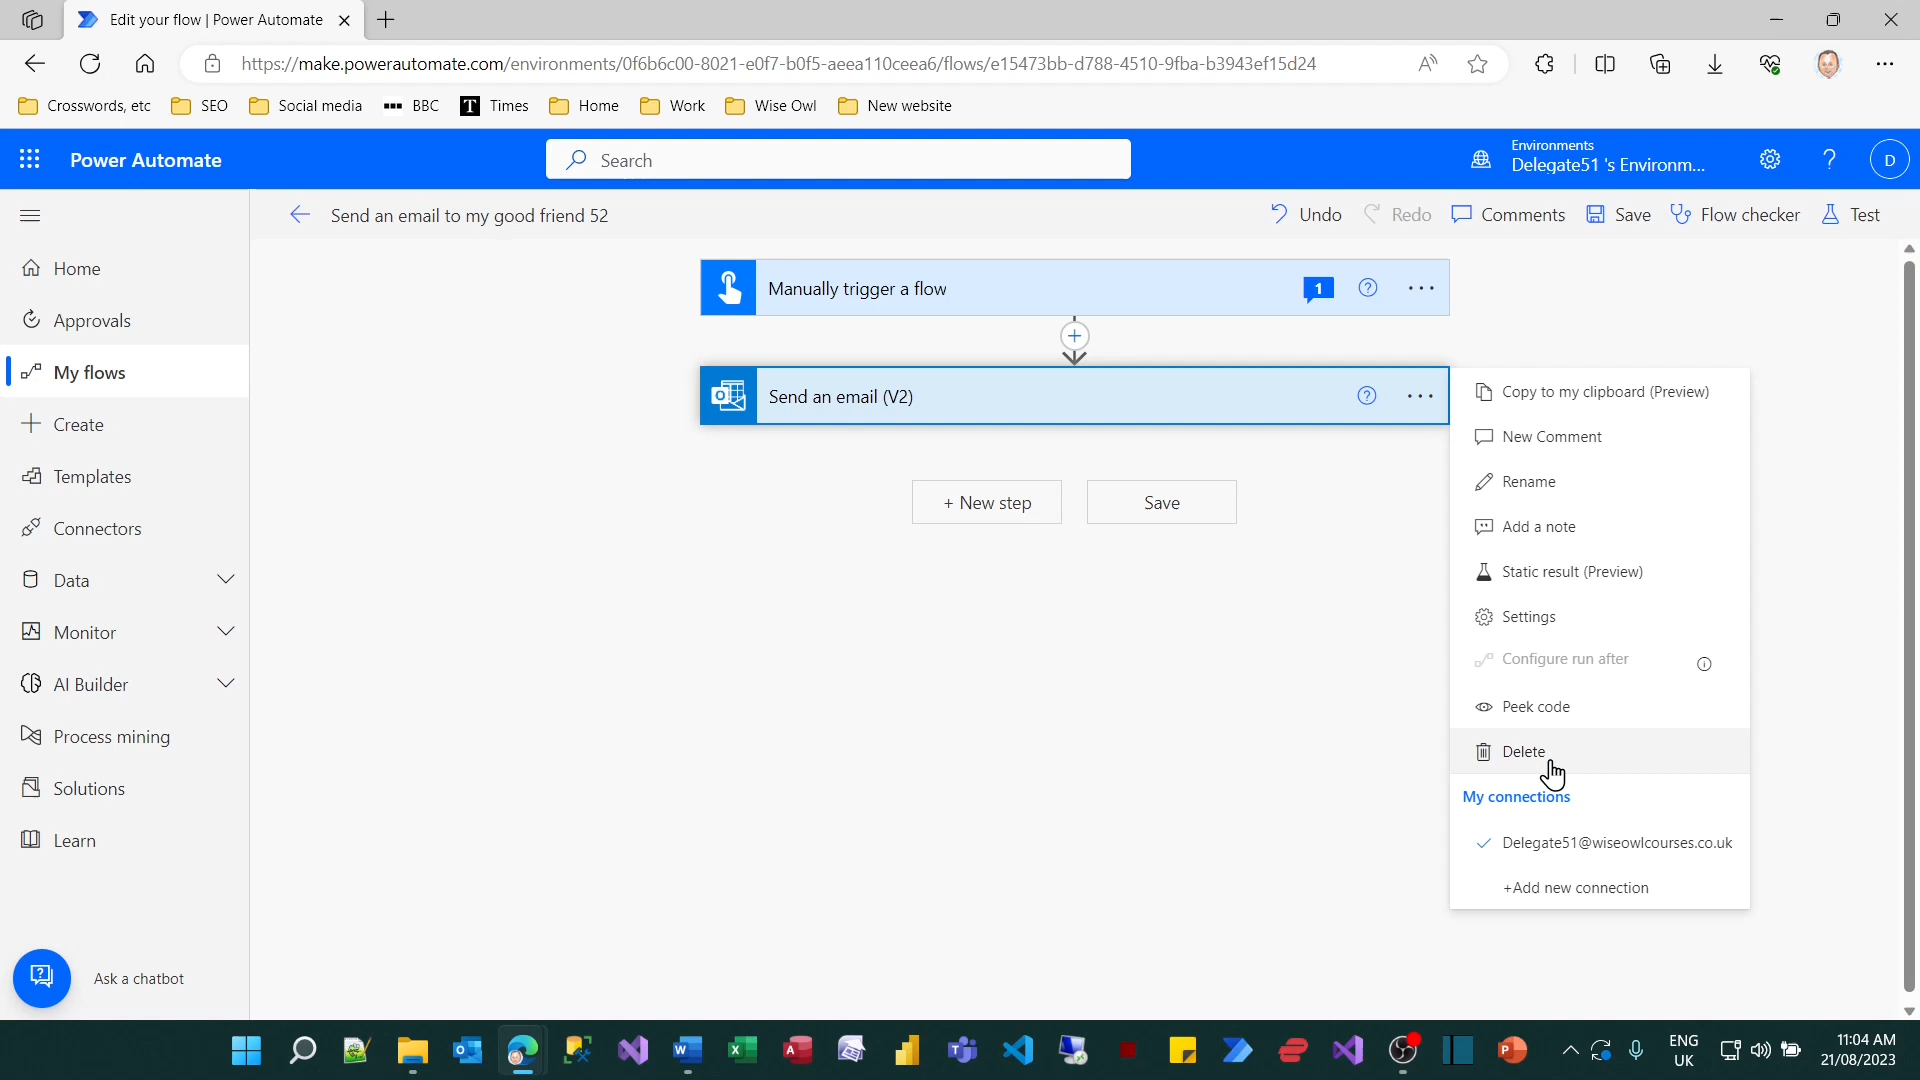 Edit your flow | Power Automate
https://make.powerautomate.com/environments/0f6b6c00-8021-e0f7-b0f5-aeea110ceea6/flows/e15473bb-d788-4510-9fba-b3943ef15d24
Crosswords, etc SEO Social media BBC Times Home Work Wise Owl New website
Power Automate
Search
Environments
Delegate51 's Environm...
D
Send an email to my good friend 52
Undo Redo Comments Save Flow checker Test
Home
Approvals
My flows
Create
Templates
Connectors
Data
Monitor
AI Builder
Process mining
Solutions
Learn
Ask a chatbot
Manually trigger a flow
1
Send an email (V2)
+ New step
Save
Copy to my clipboard (Preview)
New Comment
Rename
Add a note
Static result (Preview)
Settings
Configure run after
Peek code
Delete
My connections
Delegate51@wiseowlcourses.co.uk
+Add new connection
ENG
UK
11:04 AM
21/08/2023